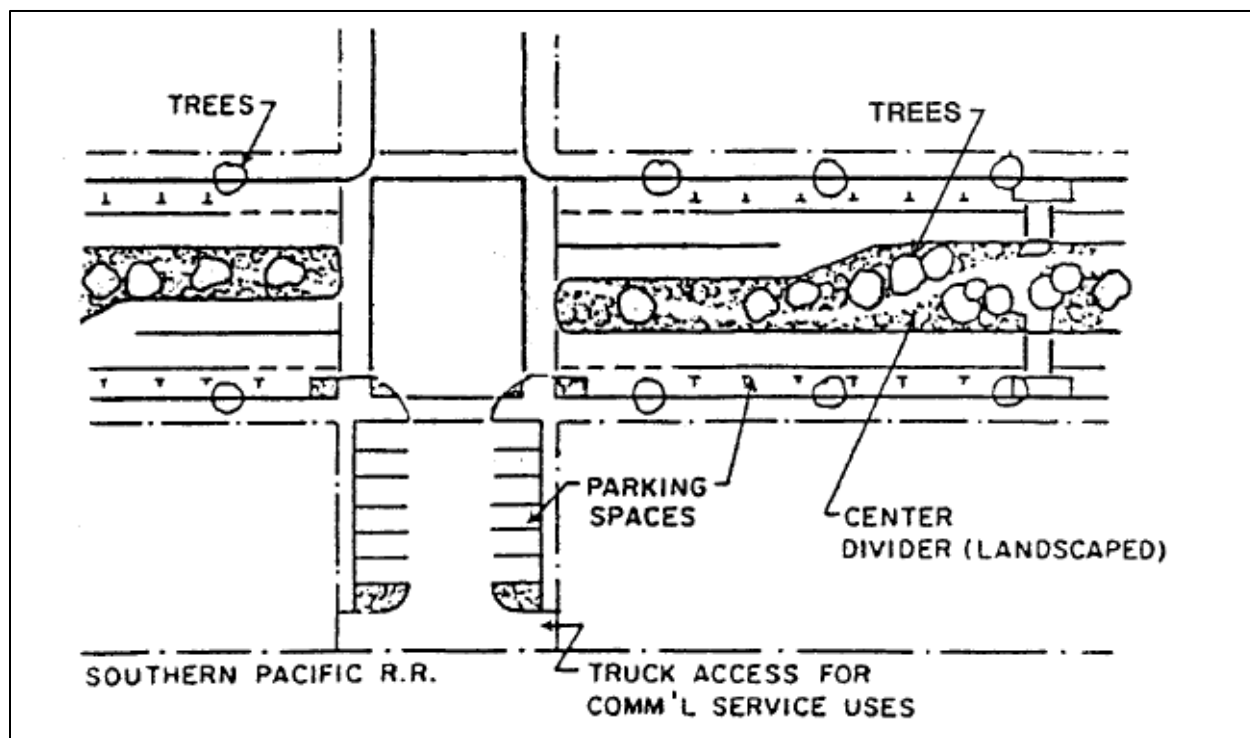 TREES
TREES
PARKING
SPACES
CENTER
DIVIDER (LANDSCAPED)
SOUTHERN PACIFIC R.R.
TRUCK ACCESS FOR
COMM'L SERVICE USES